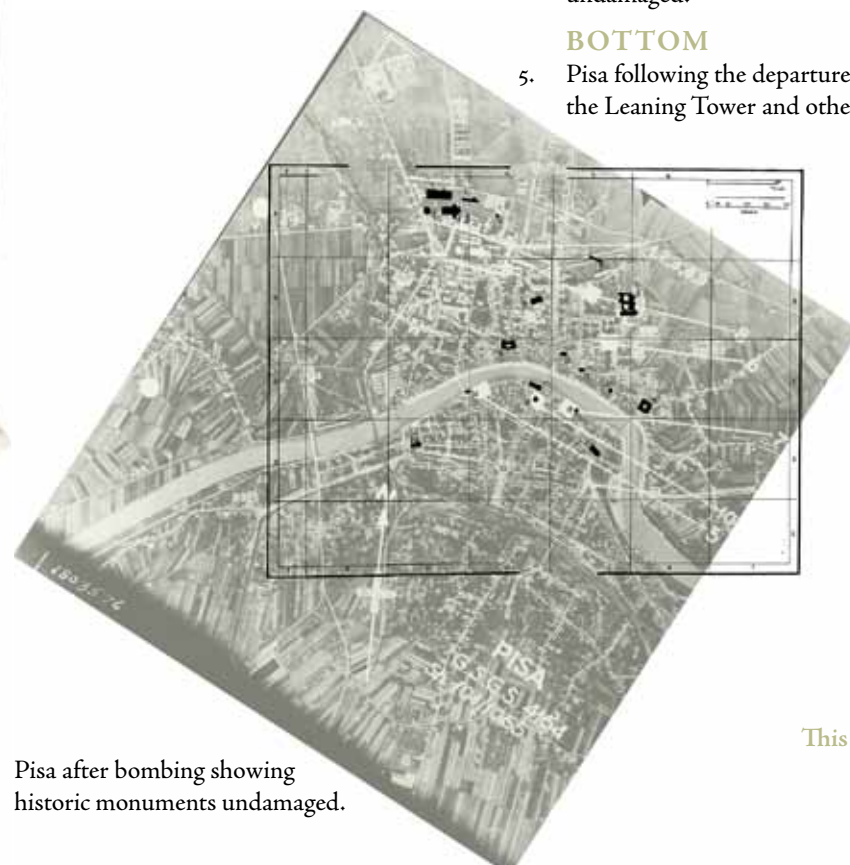 undamaged.
BOTTOM
5. Pisa following the departure
the Leaning Tower and othe
PISA
G.S.G.S. 4164
This
Pisa after bombing showing
historic monuments undamaged.